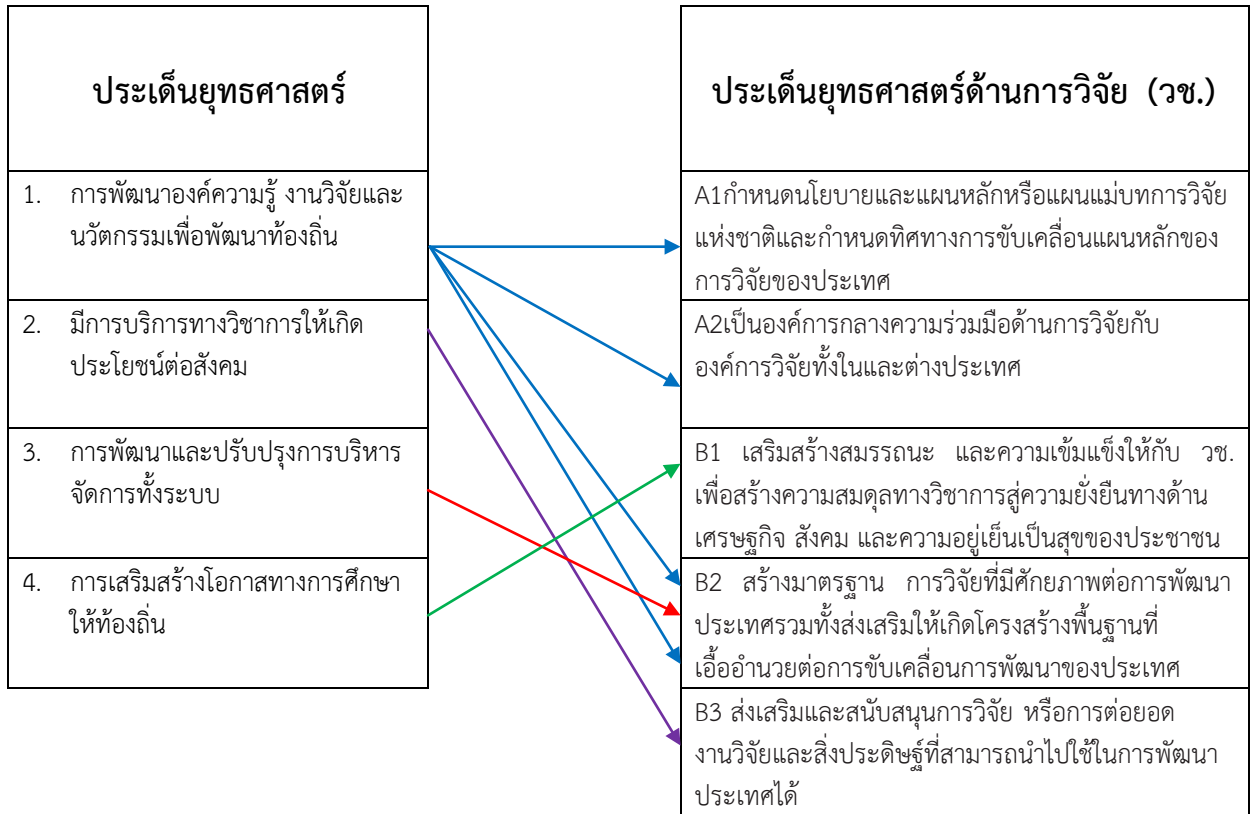 ประเด็นยุทธศาสตร์
1. การพัฒนาองค์ความรู้ งานวิจัยและ
นวัตกรรมเพื่อพัฒนาท้องถิ่น
2. มีการบริการทางวิชาการให้เกิด
ประโยชน์ต่อสังคม
3. การพัฒนาและปรับปรุงการบริหาร
จัดการทั้งระบบ
4. การเสริมสร้างโอกาสทางการศึกษา
ให้ท้องถิ่น
ประเด็นยุทธศาสตร์ด้านการวิจัย (วช.)
A1กำหนดนโยบายและแผนหลักหรือแผนแม่บทการวิจัย
แห่งชาติและกำหนดทิศทางการขับเคลื่อนแผนหลักของ
การวิจัยของประเทศ
A2เป็นองค์การกลางความร่วมมือด้านการวิจัยกับ
องค์การวิจัยทั้งในและต่างประเทศ
B1 เสริมสร้างสมรรถนะ และความเข้มแข็งให้กับ วช.
เพื่อสร้างความสมดุลทางวิชาการสู่ความยั่งยืนทางด้าน
เศรษฐกิจ สังคม และความอยู่เย็นเป็นสุขของประชาชน
B2 สร้างมาตรฐาน การวิจัยที่มีศักยภาพต่อการพัฒนา
ประเทศรวมทั้งส่งเสริมให้เกิดโครงสร้างพื้นฐานที่
เอื้ออำนวยต่อการขับเคลื่อนการพัฒนาของประเทศ
B3 ส่งเสริมและสนับสนุนการวิจัย หรือการต่อยอด
งานวิจัยและสิ่งประดิษฐ์ที่สามารถนำไปใช้ในการพัฒนา
ประเทศได้